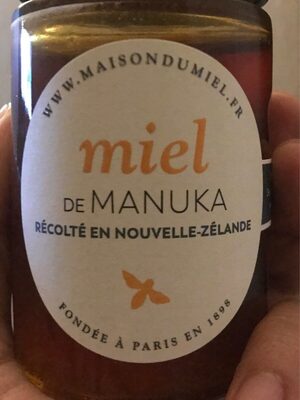 WWW.MAISONDUMIEL.FR
miel
DE MANUKA
RÉCOLTÉ EN NOUVELLE-ZÉLANDE
FONDÉE À PARIS EN 1898